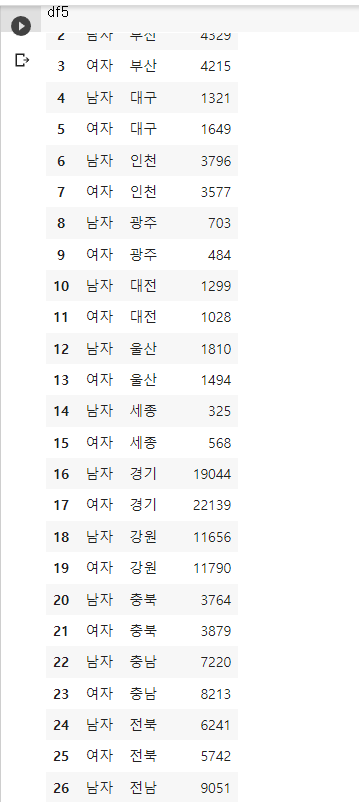 df5
2 남자 부산 4329
3 여자 부산 4215
4 남자 대구 1321
5 여자 대구 1649
6 남자 인천 3796
7 여자 인천 3577
8 남자 광주 703
9 여자 광주 484
10 남자 대전 1299
11 여자 대전 1028
12 남자 울산 1810
13 여자 울산 1494
14 남자 세종 325
15 여자 세종 568
16 남자 경기 19044
17 여자 경기 22139
18 남자 강원 11656
19 여자 강원 11790
20 남자 충북 3764
21 여자 충북 3879
22 남자 충남 7220
23 여자 충남 8213
24 남자 전북 6241
25 여자 전북 5742
26 남자 전남 9051